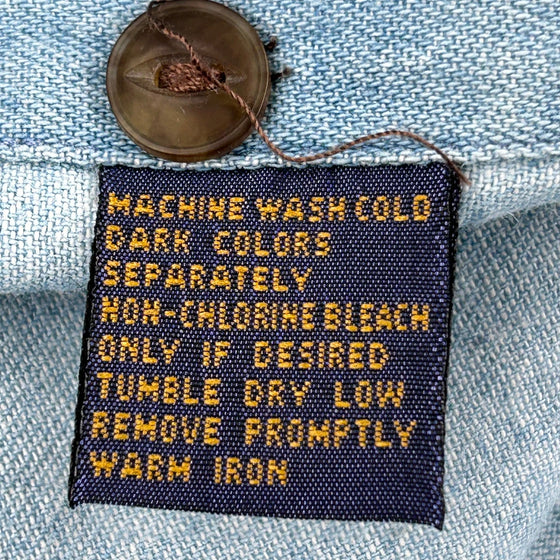 MACHINE WASH COLD
DARK COLORS
SEPARATELY
NON-CHLORINE BLEACH
ONLY IF DESIRED
TUMBLE DRY LOW
REMOVE PROMPTLY
WARM IRON